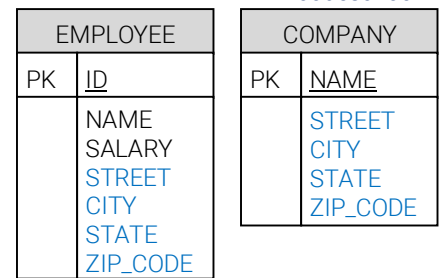 EMPLOYEE
PK ID
NAME
SALARY
STREET
CITY
STATE
ZIP_CODE
COMPANY
PK NAME
STREET
CITY
STATE
ZIP_CODE